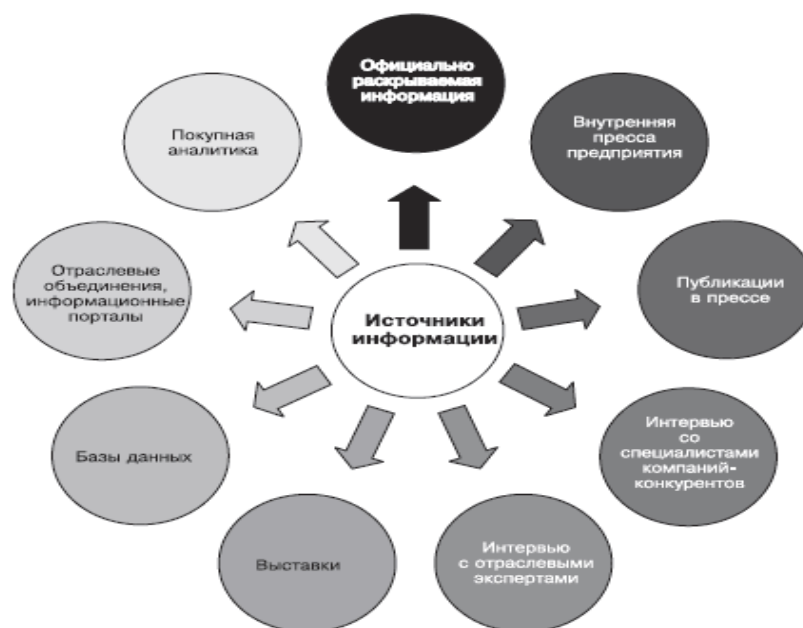 Официально
раскрываемая
информация
Внутренняя
пресса
предприятия
Публикации
в прессе
Интервью
со
специалистами
компаний-
конкурентов
Интервью
с отраслевыми
экспертами
Выставки
Базы данных
Отраслевые
объединения,
информационные
порталы
Покупная
аналитика
Источники
информации